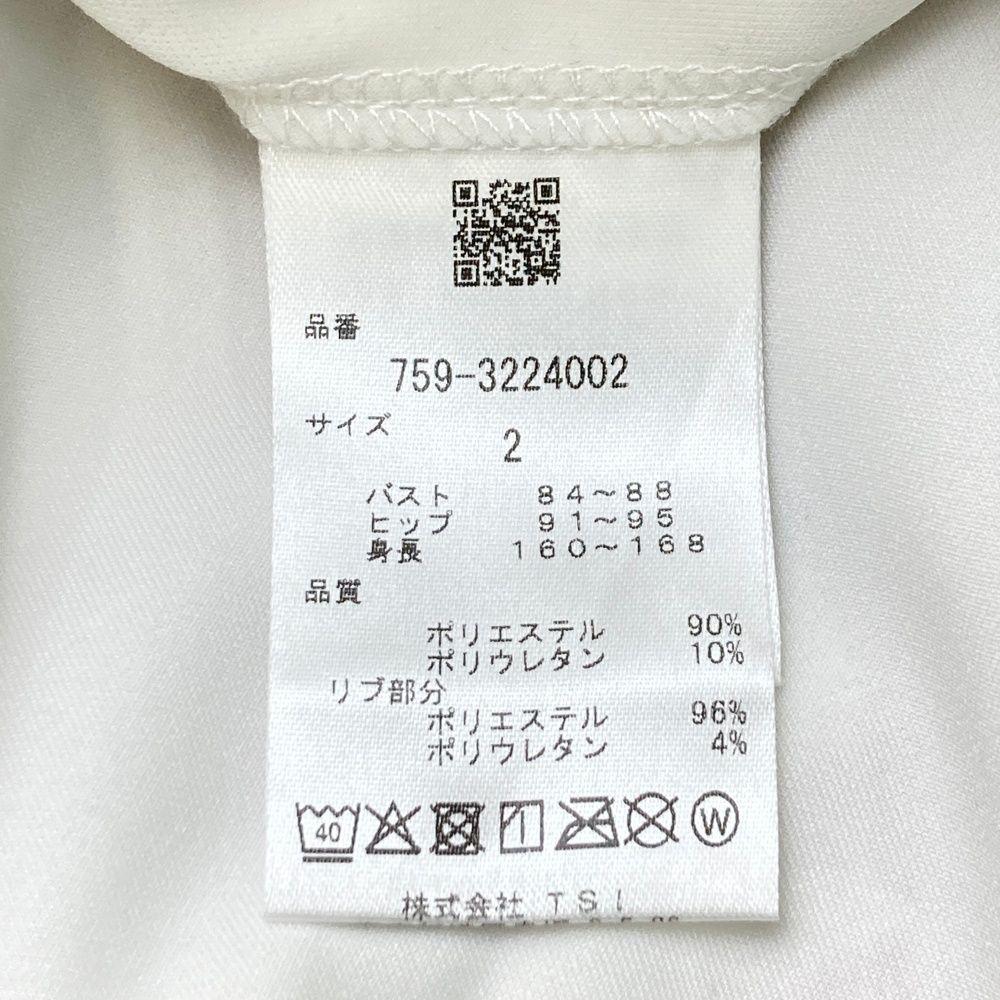 品番
759-3224002
サイズ
2
バスト 84～88
ヒップ 91～95
身長 160～168
品質
ポリエステル 90%
ポリウレタン 10%
リブ部分
ポリエステル 96%
ポリウレタン 4%
40
W
株式会社 TSI